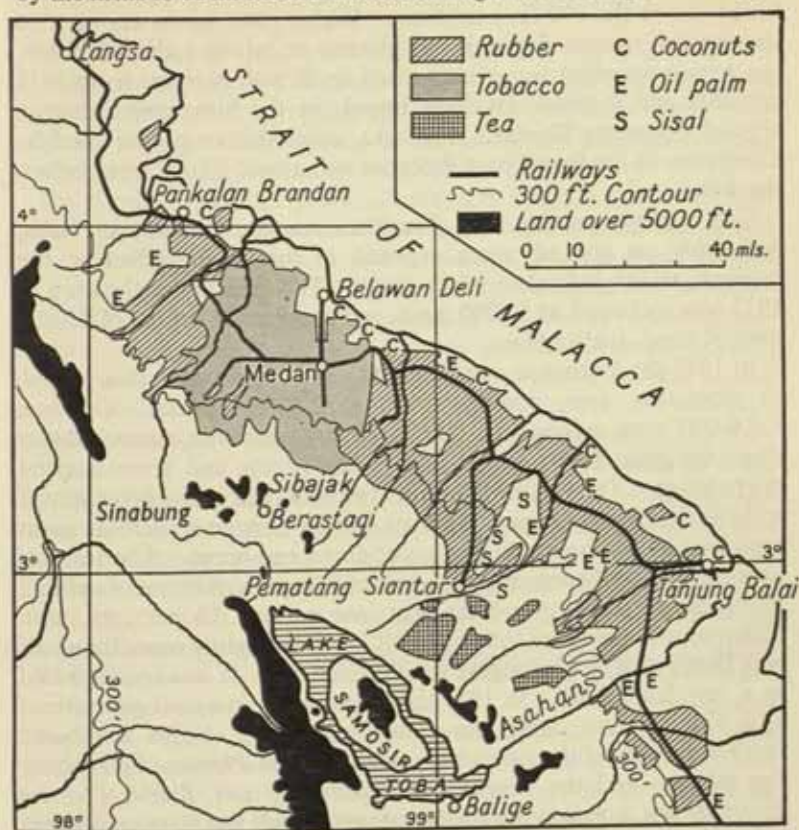 Langsa
STRAIT
OF
MALACCA
Rubber
C Coconuts
Tobacco
E Oil palm
Tea
S Sisal
Railways
300 ft. Contour
Land over 5000 ft.
0 10 40 mls.
Pankalan Brandan
C
4°
E
E
Belawan Deli
C
C
C
E
C
Medan
C
E
Sibajak
Sinabung
Berastagi
S
S
E
C
3°
S
E E
C
3°
Pematang Siantar
S
Tanjung Balai
LAKE
SAMOSIR
TOBA
Asahan
E E
300'
300'
Balige
E
98°
99°